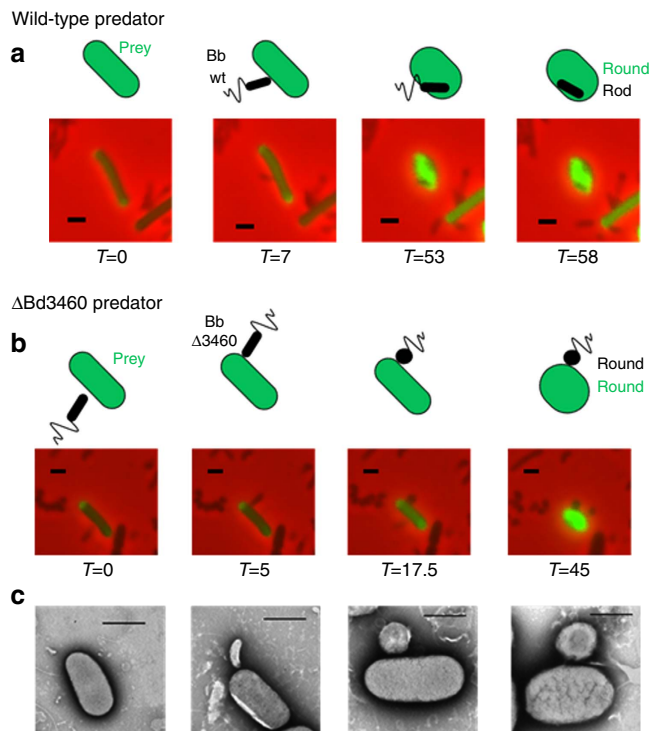 Wild-type predator
a
Prey
Bb
wt
Round
Rod
T=0
T=7
T=53
T=58
ΔBd3460 predator
b
Prey
Bb
Δ3460
Round
Round
T=0
T=5
T=17.5
T=45
c